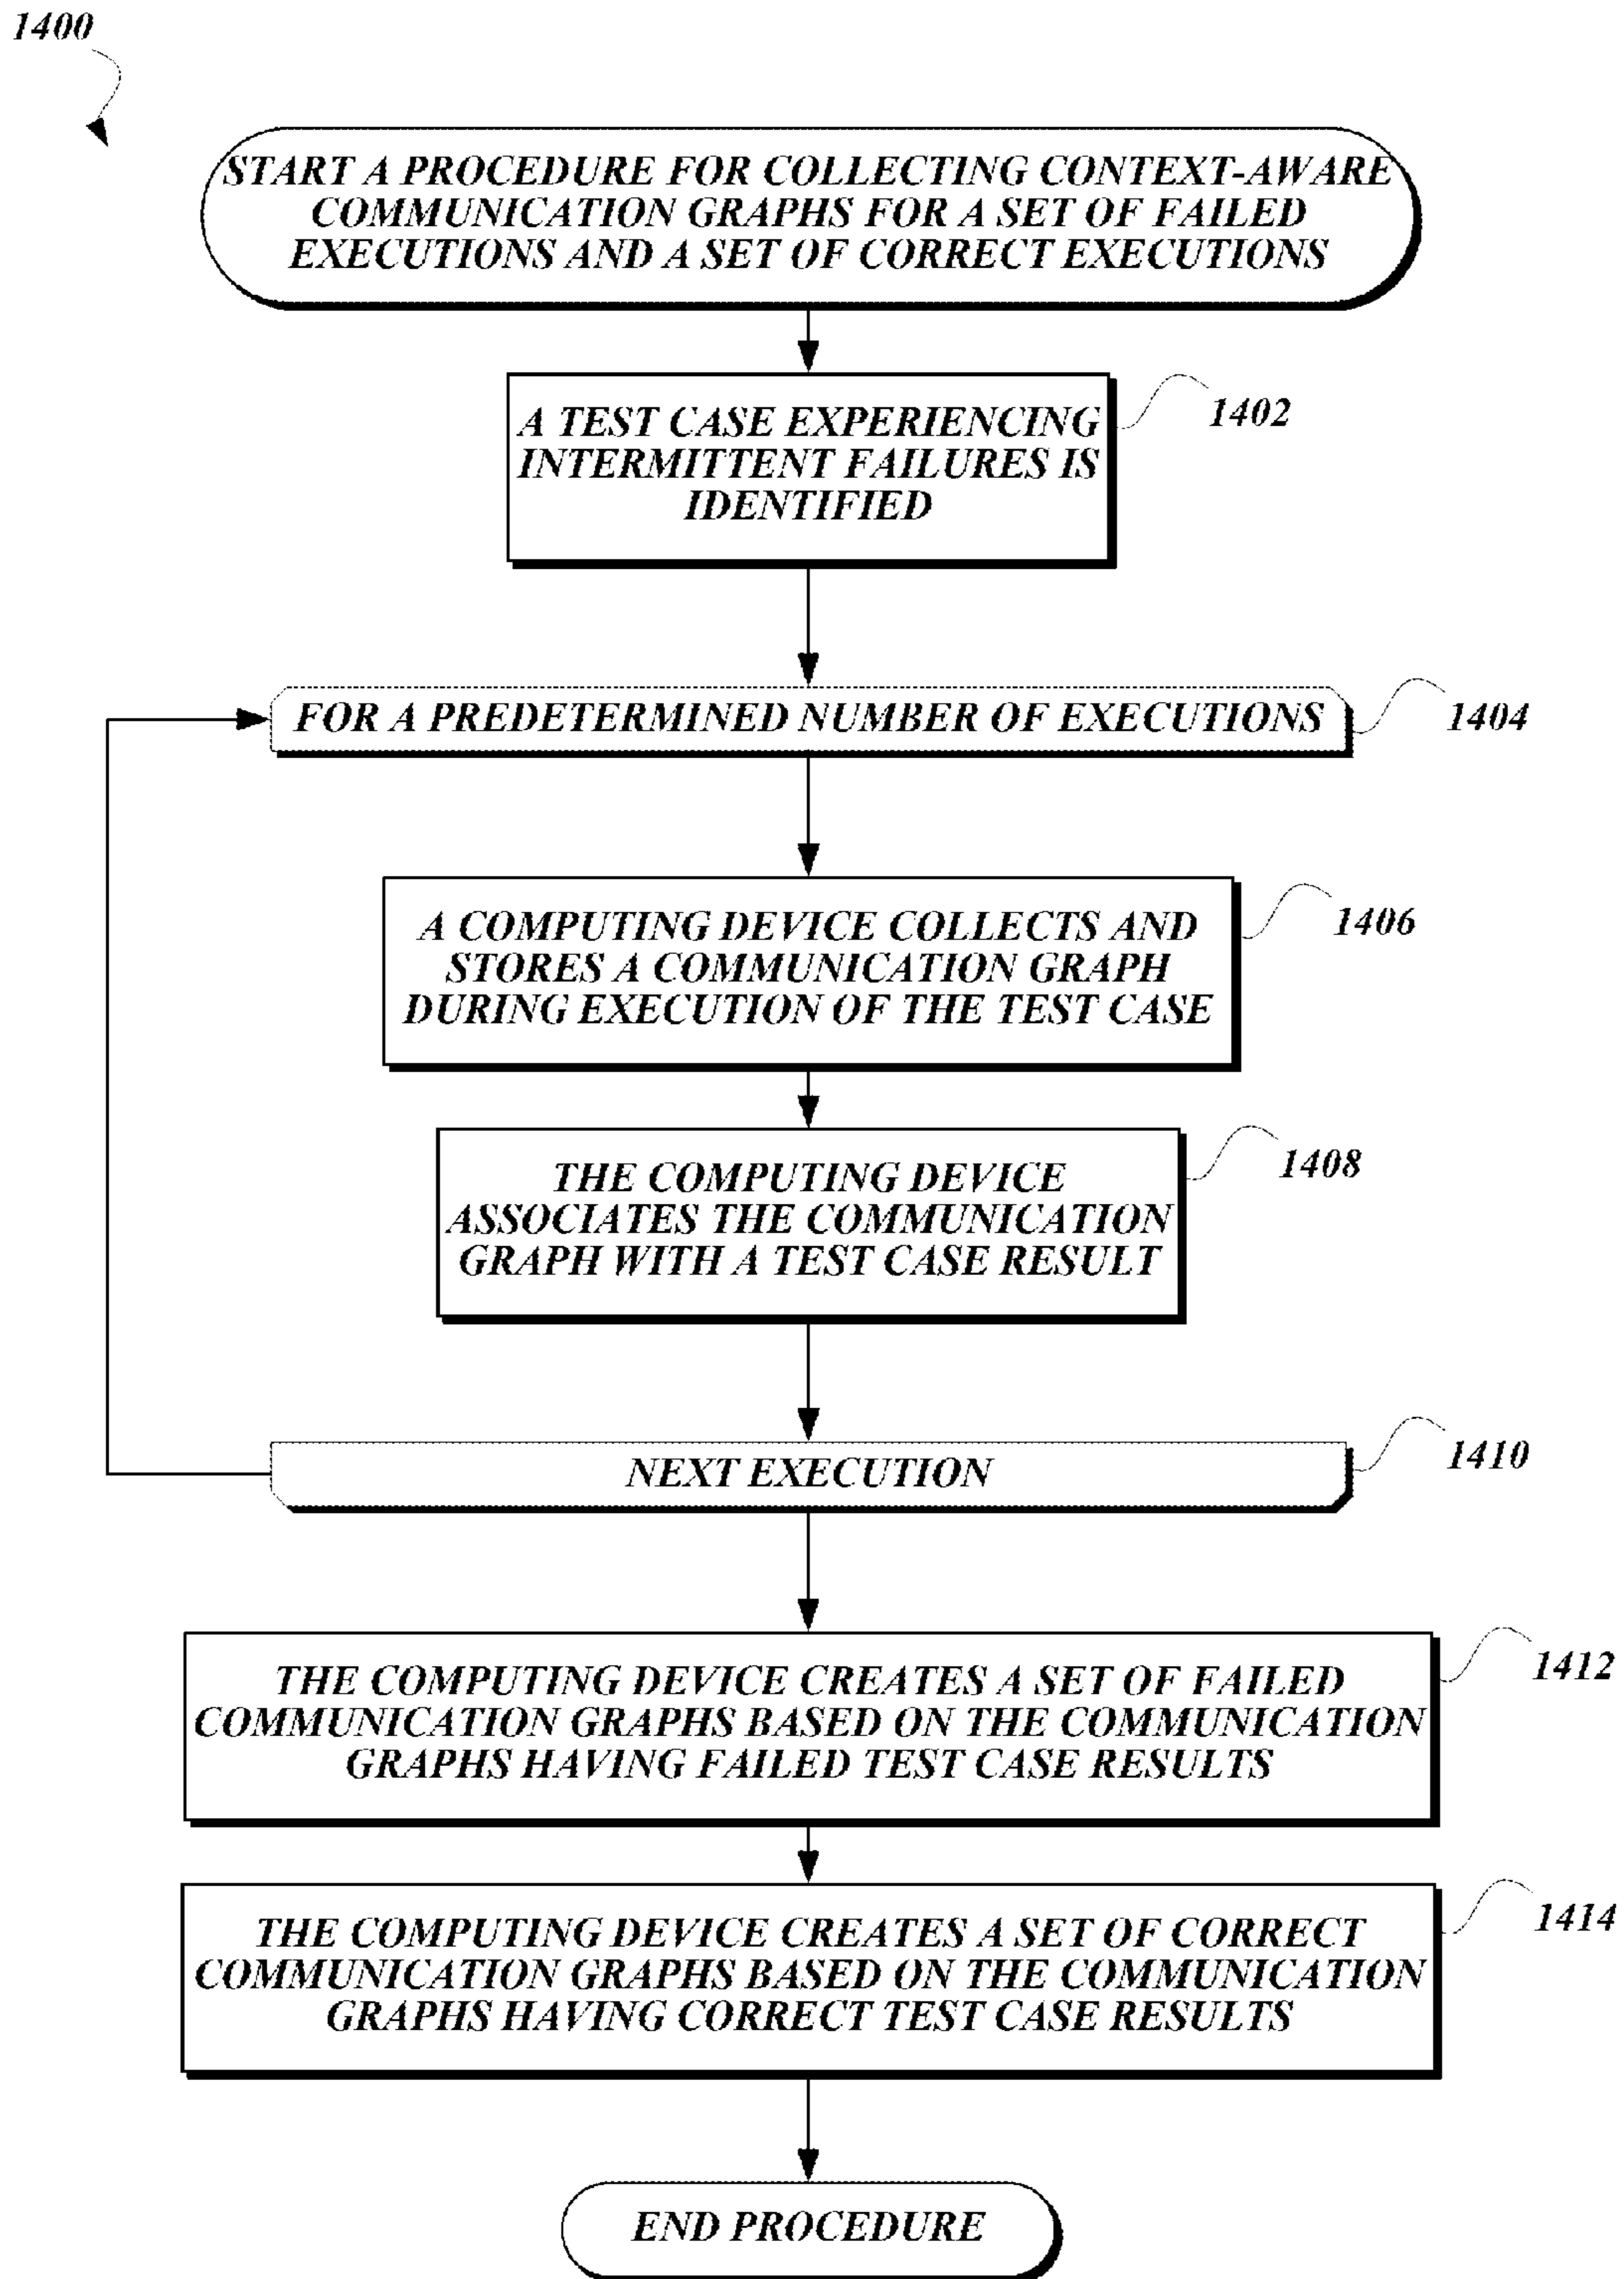 1400
START A PROCEDURE FOR COLLECTING CONTEXT-AWARE
COMMUNICATION GRAPHS FOR A SET OF FAILED
EXECUTIONS AND A SET OF CORRECT EXECUTIONS
A TEST CASE EXPERIENCING
INTERMITTENT FAILURES IS
IDENTIFIED
1402
FOR A PREDETERMINED NUMBER OF EXECUTIONS
1404
A COMPUTING DEVICE COLLECTS AND
STORES A COMMUNICATION GRAPH
DURING EXECUTION OF THE TEST CASE
1406
THE COMPUTING DEVICE
ASSOCIATES THE COMMUNICATION
GRAPH WITH A TEST CASE RESULT
1408
NEXT EXECUTION
1410
THE COMPUTING DEVICE CREATES A SET OF FAILED
COMMUNICATION GRAPHS BASED ON THE COMMUNICATION
GRAPHS HAVING FAILED TEST CASE RESULTS
1412
THE COMPUTING DEVICE CREATES A SET OF CORRECT
COMMUNICATION GRAPHS BASED ON THE COMMUNICATION
GRAPHS HAVING CORRECT TEST CASE RESULTS
1414
END PROCEDURE